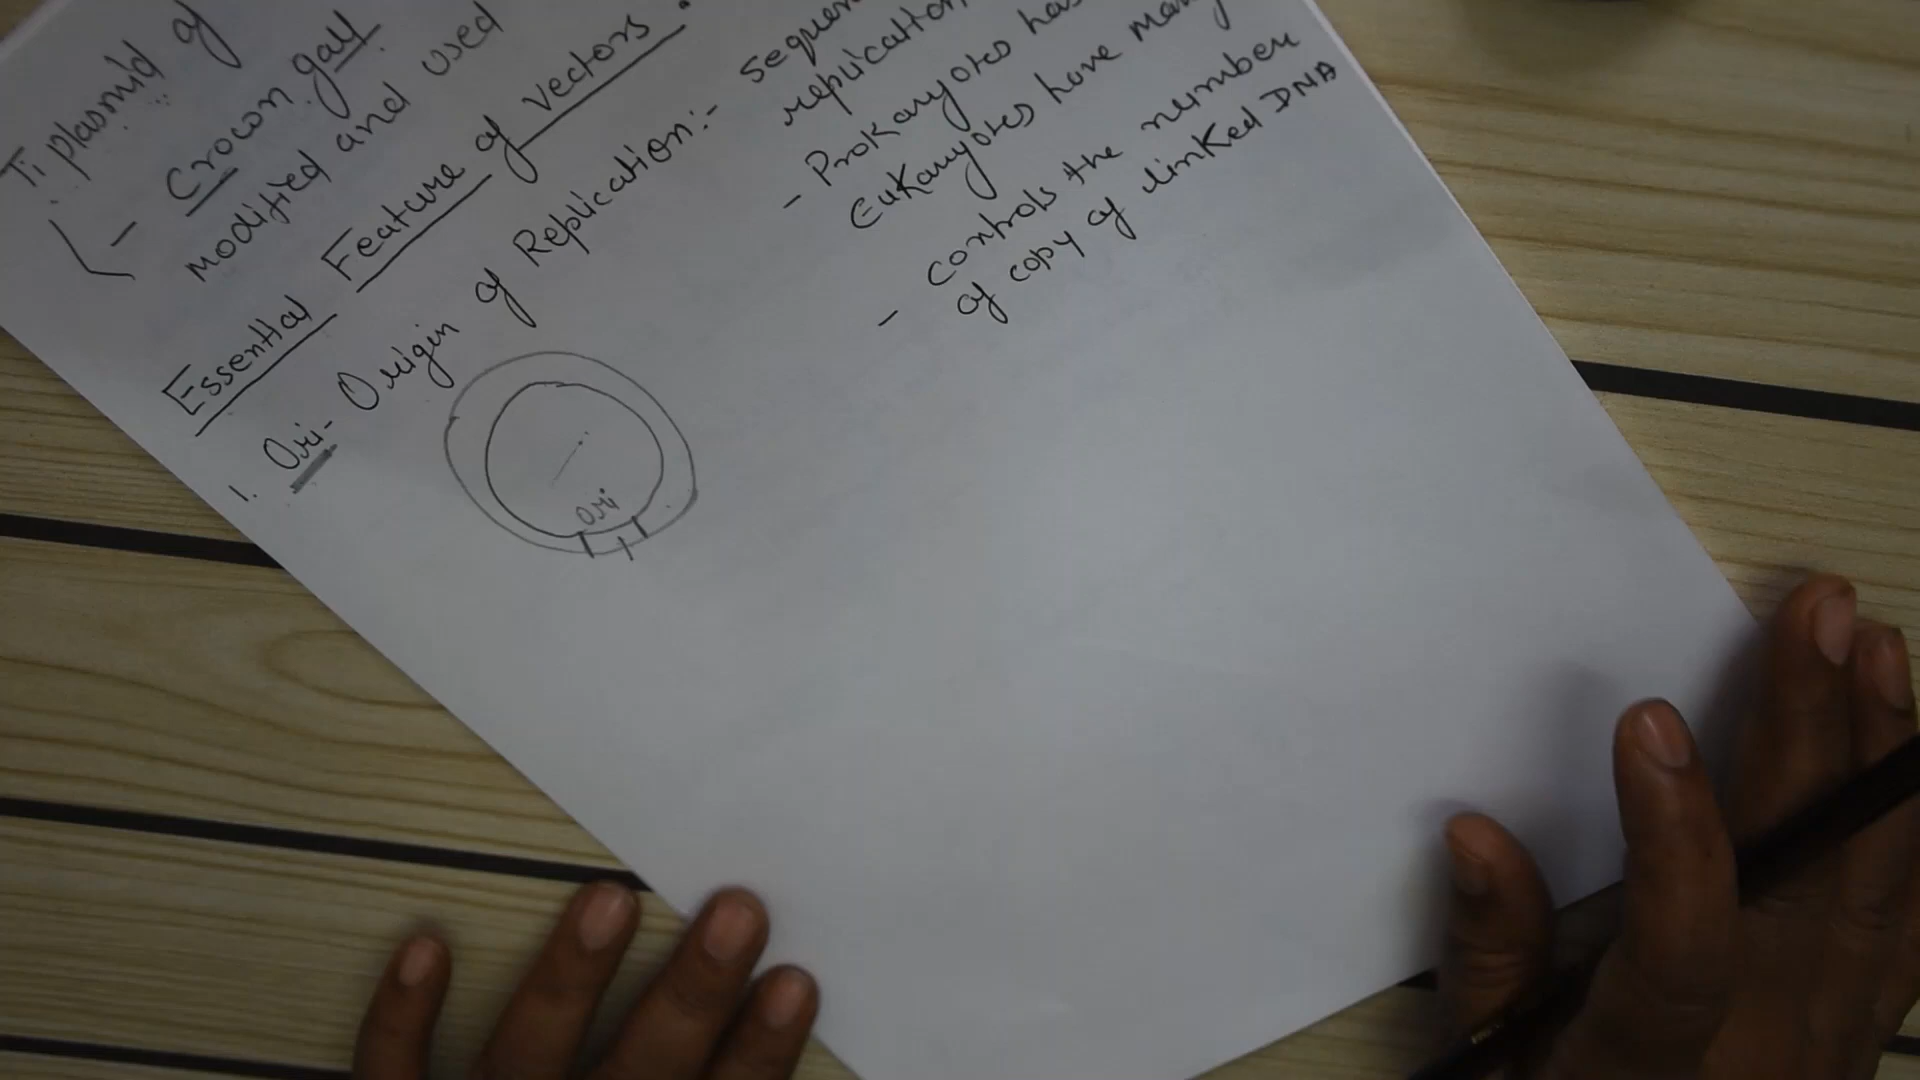 Ti plasmid of
- Crown gall
modified and used
Essential Feature of vectors :
1. Ori- Origin of Replication:- Sequen
replication
- Prokaryotes has
Eukaryotes have many
- controls the number
of copy of linked DNA
ori